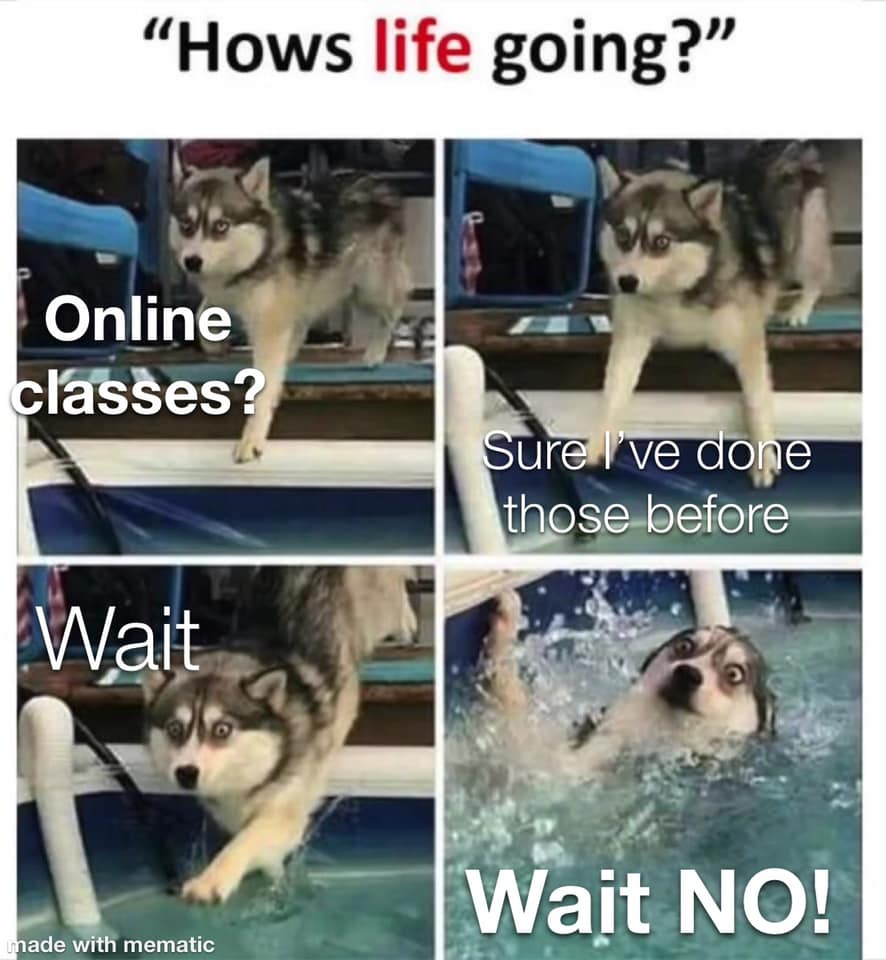 “Hows life going?”
Online
classes?
Sure I’ve done
those before
Wait
Wait NO!
made with mematic